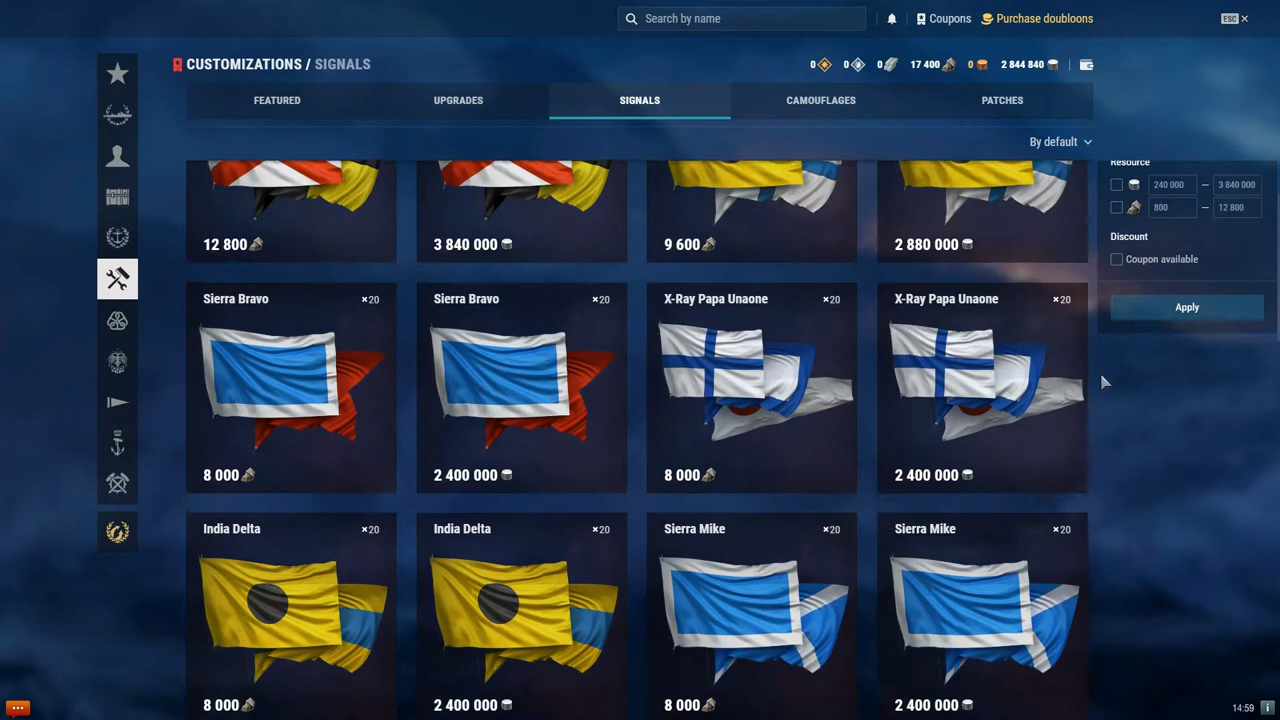 Search by name
Coupons
Purchase doubloons
ESC
CUSTOMIZATIONS / SIGNALS
0 0 0 17 400 0 2 844 840
FEATURED UPGRADES SIGNALS CAMOUFLAGES PATCHES
By default
Resource
240 000 – 3 840 000
800 – 12 800
Discount
Coupon available
Apply
12 800 3 840 000 9 600 2 880 000
Sierra Bravo ×20 Sierra Bravo ×20 X-Ray Papa Unaone ×20 X-Ray Papa Unaone ×20
8 000 2 400 000 8 000 2 400 000
India Delta ×20 India Delta ×20 Sierra Mike ×20 Sierra Mike ×20
8 000 2 400 000 8 000 2 400 000
14:59